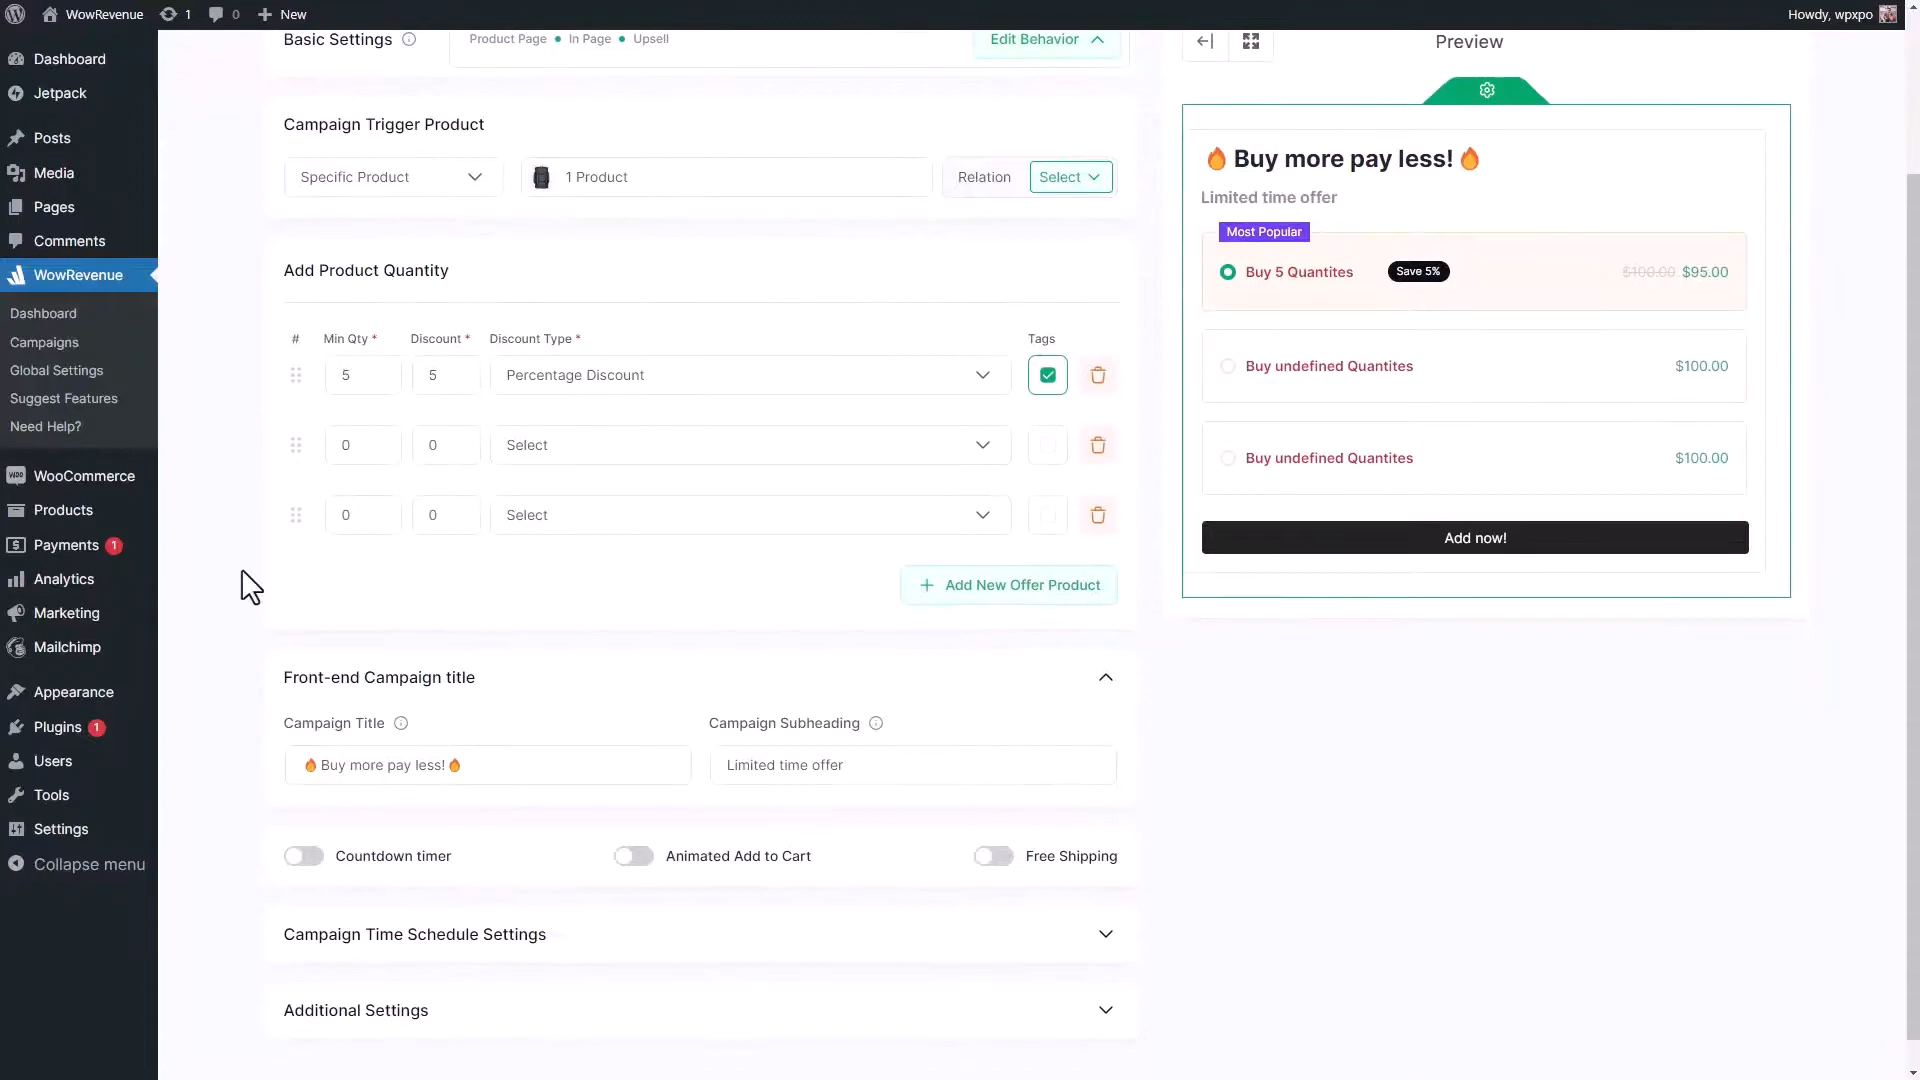 WowRevenue 1 0 New Howdy, wpxpo
Dashboard
Jetpack
Posts
Media
Pages
Comments
WowRevenue
Dashboard
Campaigns
Global Settings
Suggest Features
Need Help?
WooCommerce
Products
Payments 1
Analytics
Marketing
Mailchimp
Appearance
Plugins 1
Users
Tools
Settings
Collapse menu
Basic Settings Product Page In Page Upsell Edit Behavior
Campaign Trigger Product
Specific Product 1 Product Relation Select
Add Product Quantity
# Min Qty * Discount * Discount Type * Tags
5 5 Percentage Discount
0 0 Select
0 0 Select
+ Add New Offer Product
Front-end Campaign title
Campaign Title Campaign Subheading
🔥 Buy more pay less! 🔥 Limited time offer
Countdown timer Animated Add to Cart Free Shipping
Campaign Time Schedule Settings
Additional Settings
Preview
🔥 Buy more pay less! 🔥
Limited time offer
Most Popular
Buy 5 Quantites Save 5% $100.00 $95.00
Buy undefined Quantites $100.00
Buy undefined Quantites $100.00
Add now!